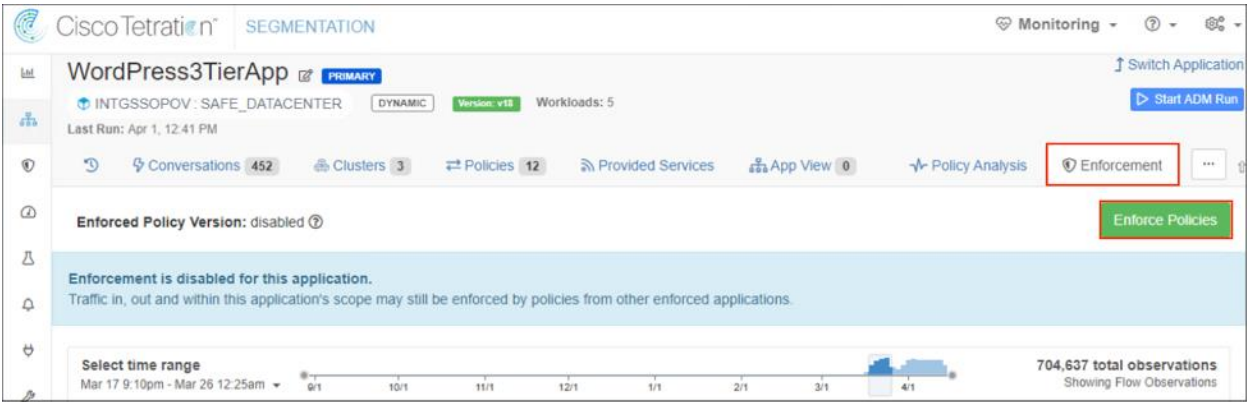 Cisco Tetration™ SEGMENTATION Monitoring
WordPress3TierApp PRIMARY Switch Application
INTGSSOPOV : SAFE_DATACENTER DYNAMIC Version: v18 Workloads: 5 Start ADM Run
Last Run: Apr 1, 12:41 PM
Conversations 452 Clusters 3 Policies 12 Provided Services App View 0 Policy Analysis Enforcement ...
Enforced Policy Version: disabled Enforce Policies
Enforcement is disabled for this application.
Traffic in, out and within this application's scope may still be enforced by policies from other enforced applications.
Select time range 704,637 total observations
Mar 17 9:10pm - Mar 26 12:25am 9/1 10/1 11/1 12/1 1/1 2/1 3/1 4/1 Showing Flow Observations